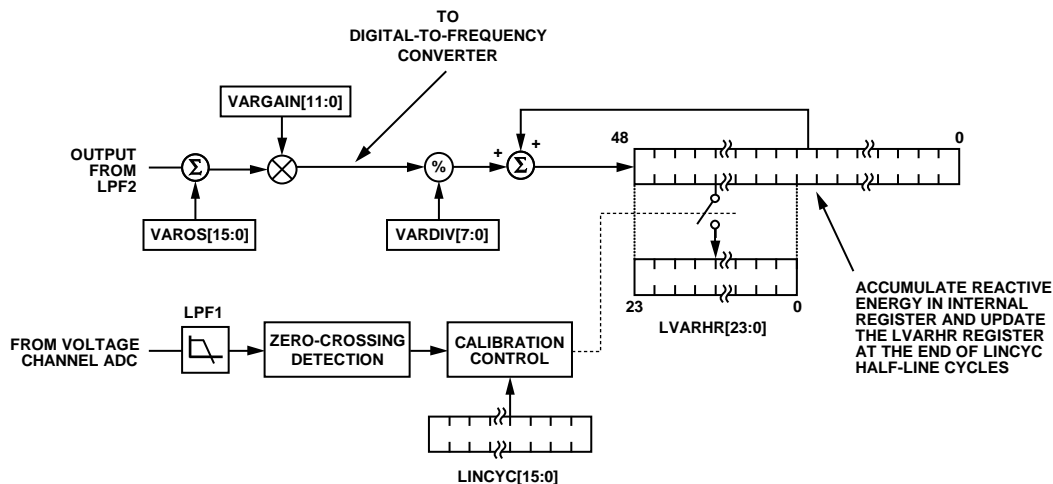 TO
DIGITAL-TO-FREQUENCY
CONVERTER
VARGAIN[11:0]
OUTPUT
FROM
LPF2
Σ
%
+
Σ
+
48
0
VAROS[15:0]
VARDIV[7:0]
23
0
LVARHR[23:0]
ACCUMULATE REACTIVE
ENERGY IN INTERNAL
REGISTER AND UPDATE
THE LVARHR REGISTER
AT THE END OF LINCYC
HALF-LINE CYCLES
LPF1
FROM VOLTAGE
CHANNEL ADC
ZERO-CROSSING
DETECTION
CALIBRATION
CONTROL
LINCYC[15:0]